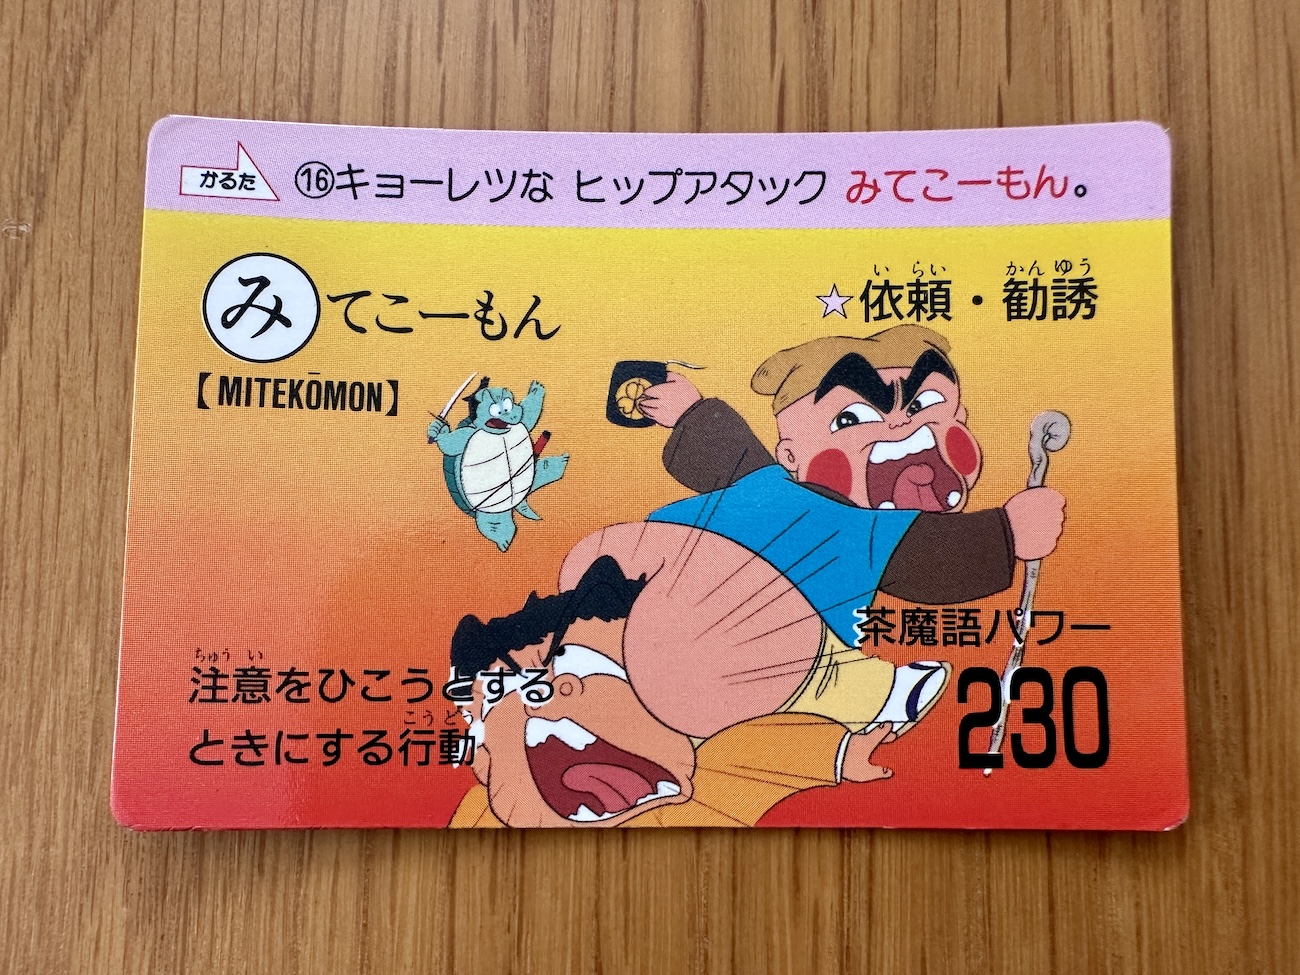 かるた
⑯キョーレツな ヒップアタック みてこーもん。
みてこーもん
【MITEKŌMON】
いらい かんゆう
☆依頼・勧誘
茶魔語パワー
230
ちゅうい
注意をひこうとする
こうどう
ときにする行動